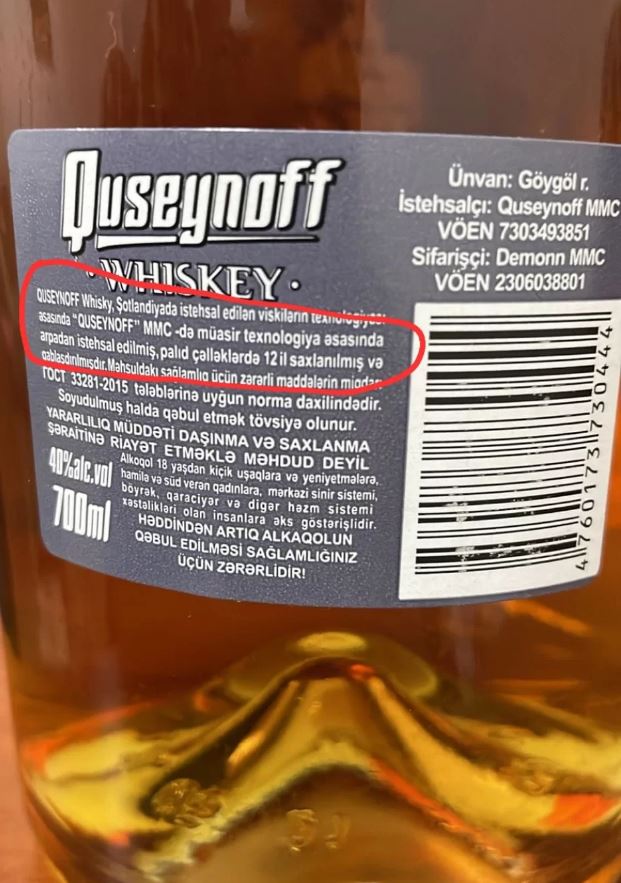 Quseynoff
·WHISKEY·
QUSEYNOFF Whisky, Şotlandiyada istehsal edilən viskilərin texnologiyası
əsasında “QUSEYNOFF” MMC -də müasir texnologiya əsasında
arpadan istehsal edilmiş, palıd çəlləklərdə 12 il saxlanılmış və
qablaşdırılmışdır. Məhsuldakı sağlamlıq üçün zərərli maddələrin miqdarı
ГОСТ 33281-2015 tələblərinə uyğun norma daxilindədir.
Soyudulmuş halda qəbul etmək tövsiyə olunur.
YARARLILIQ MÜDDƏTİ DAŞINMA VƏ SAXLANMA
ŞƏRAİTİNƏ RİAYƏT ETMƏKLƏ MƏHDUD DEYİL
40%alc.vol
700ml
Alkoqol 18 yaşdan kiçik uşaqlara və yeniyetmələrə,
hamilə və süd verən qadınlara, mərkəzi sinir sistemi,
böyrək, qaraciyər və digər həzm sistemi
xəstəlikləri olan insanlara əks göstərişlidir.
HƏDDİNDƏN ARTIQ ALKAQOLUN
QƏBUL EDİLMƏSİ SAĞLAMLIĞINIZ
ÜÇÜN ZƏRƏRLİDİR!
Ünvan: Göygöl r.
İstehsalçı: Quseynoff MMC
VÖEN 7303493851
Sifarişçi: Demonn MMC
VÖEN 2306038801
4760173730444